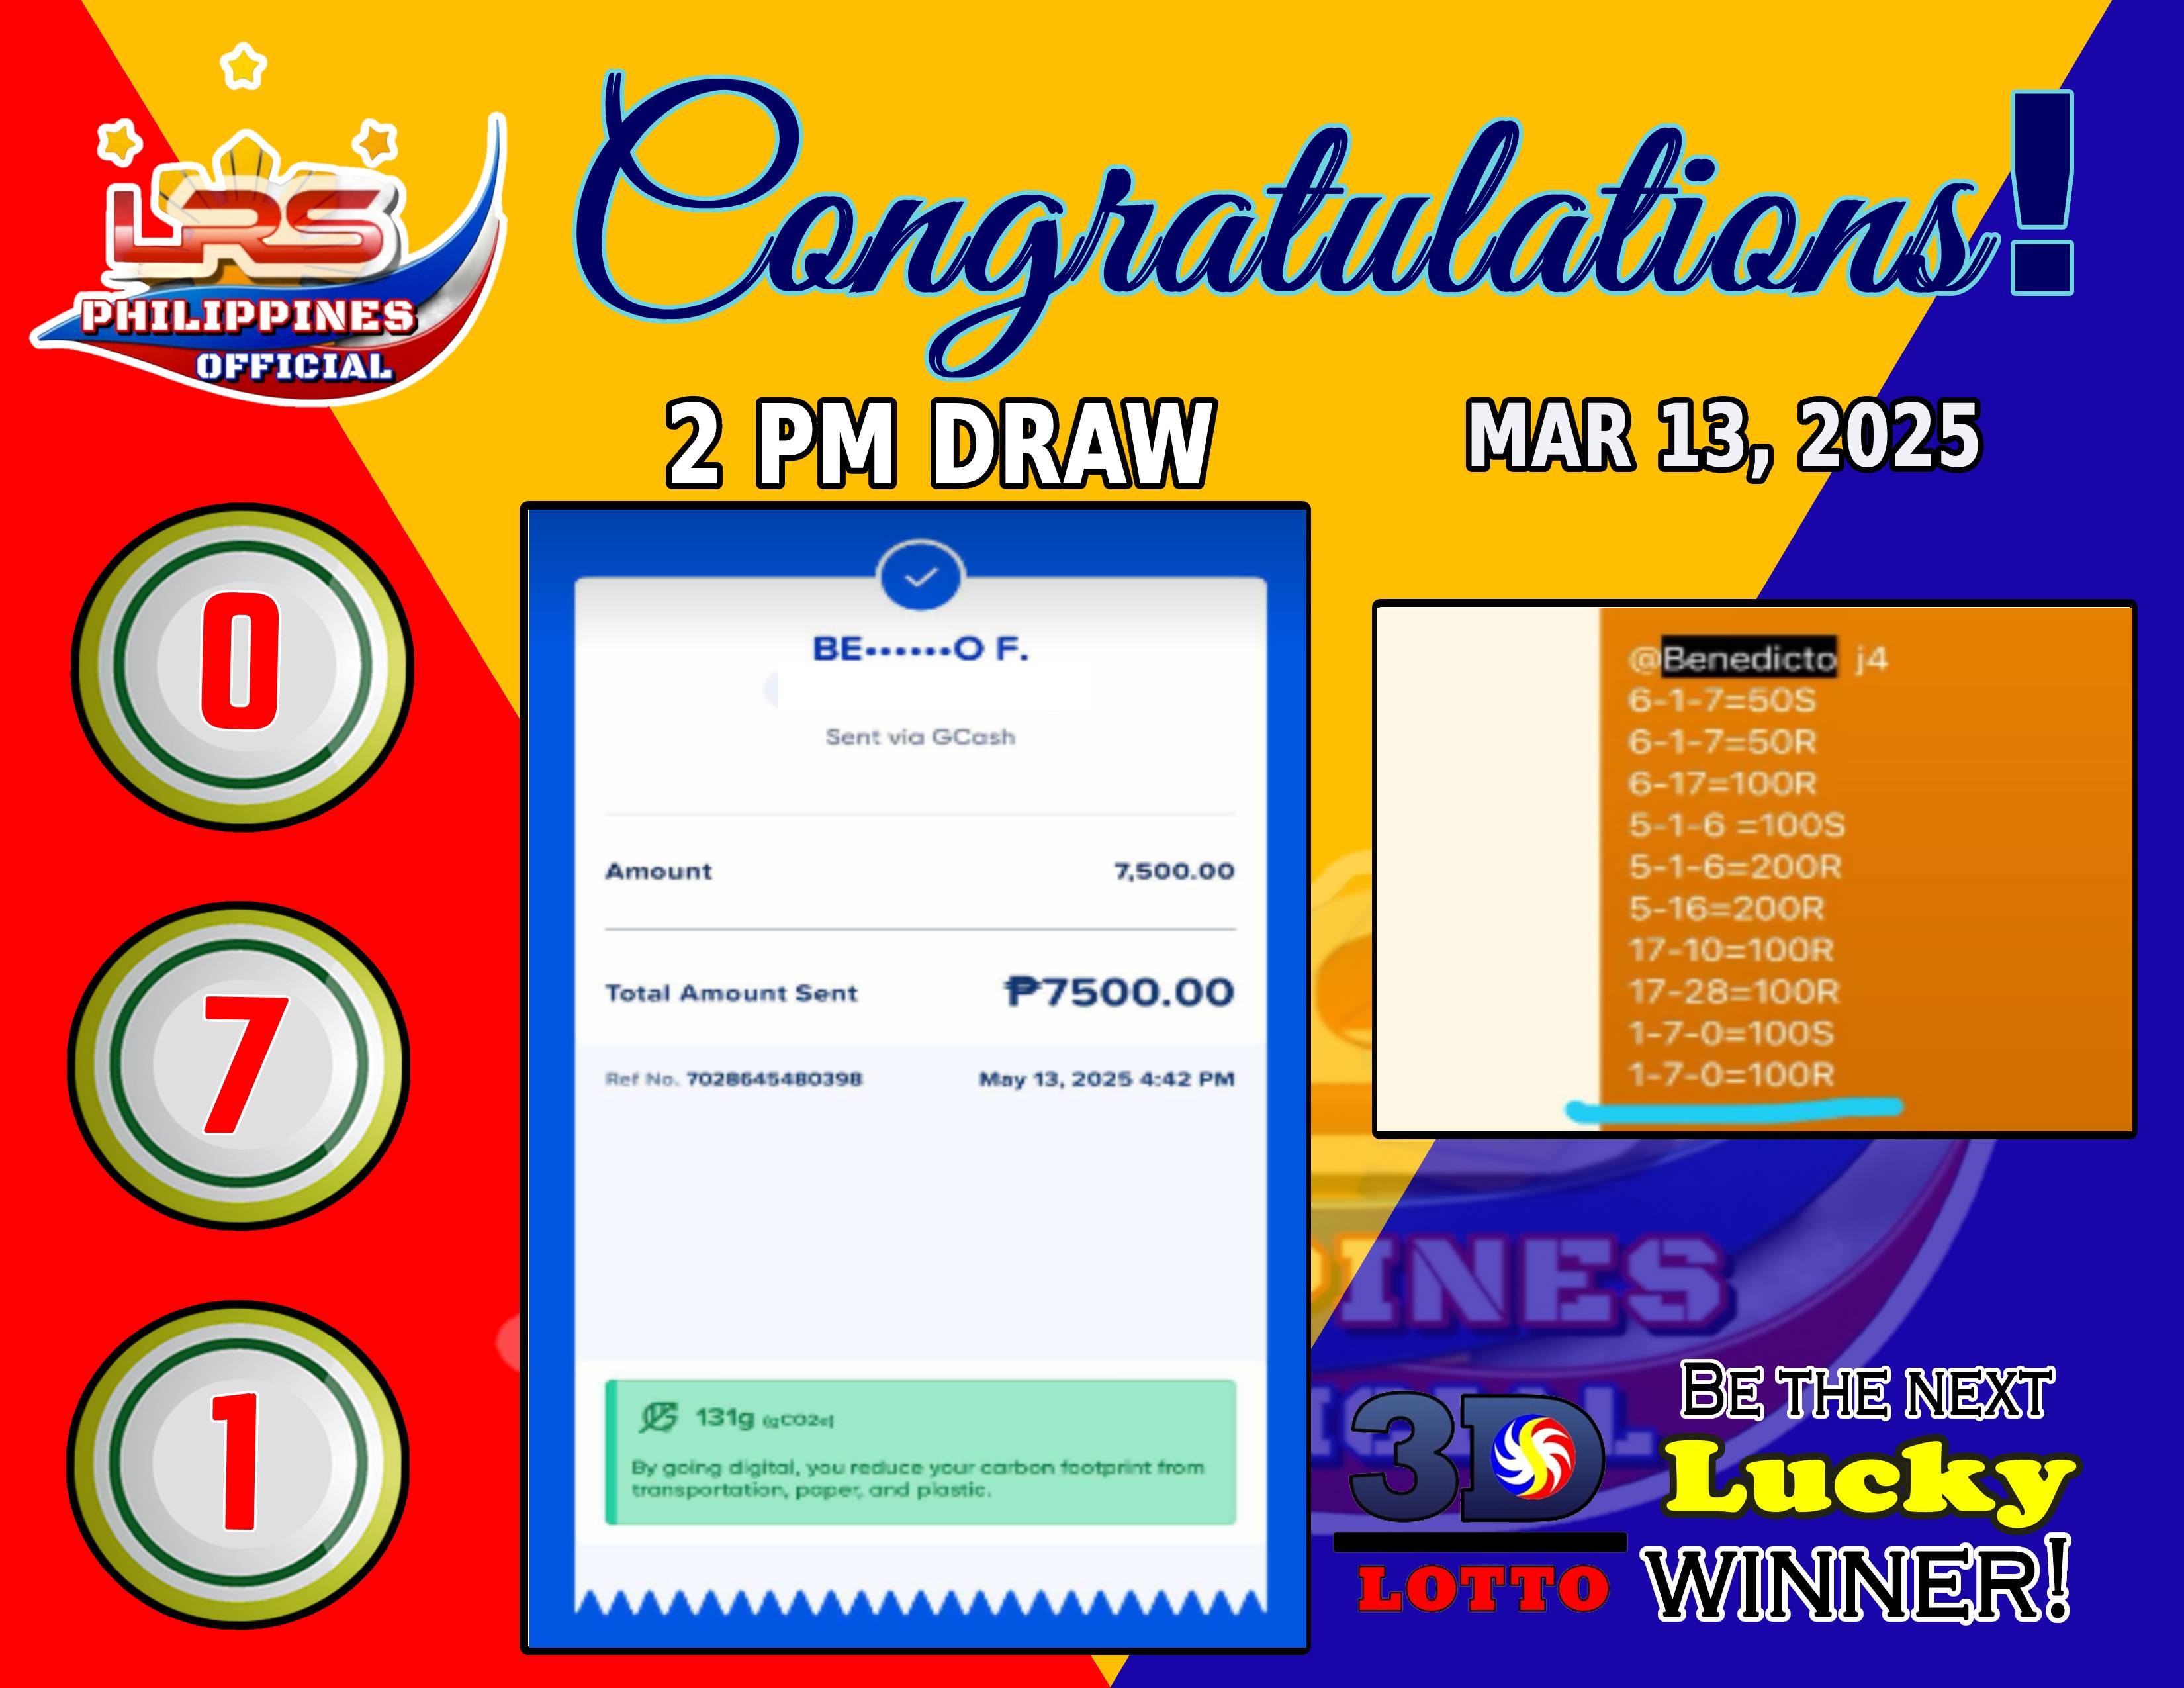 LRS
PHILIPPINES
OFFICIAL
Congratulations!
2 PM DRAW
MAR 13, 2025
0
7
1
BE••••••O F.
Sent via GCash
Amount 7,500.00
Total Amount Sent ₱7500.00
Ref No. 7028645480398 May 13, 2025 4:42 PM
131g (gCO2e)
By going digital, you reduce your carbon footprint from
transportation, paper, and plastic.
@Benedicto j4
6-1-7=50S
6-1-7=50R
6-17=100R
5-1-6 =100S
5-1-6=200R
5-16=200R
17-10=100R
17-28=100R
1-7-0=100S
1-7-0=100R
PINES
ICIAL
3D
LOTTO
BE THE NEXT
Lucky
WINNER!